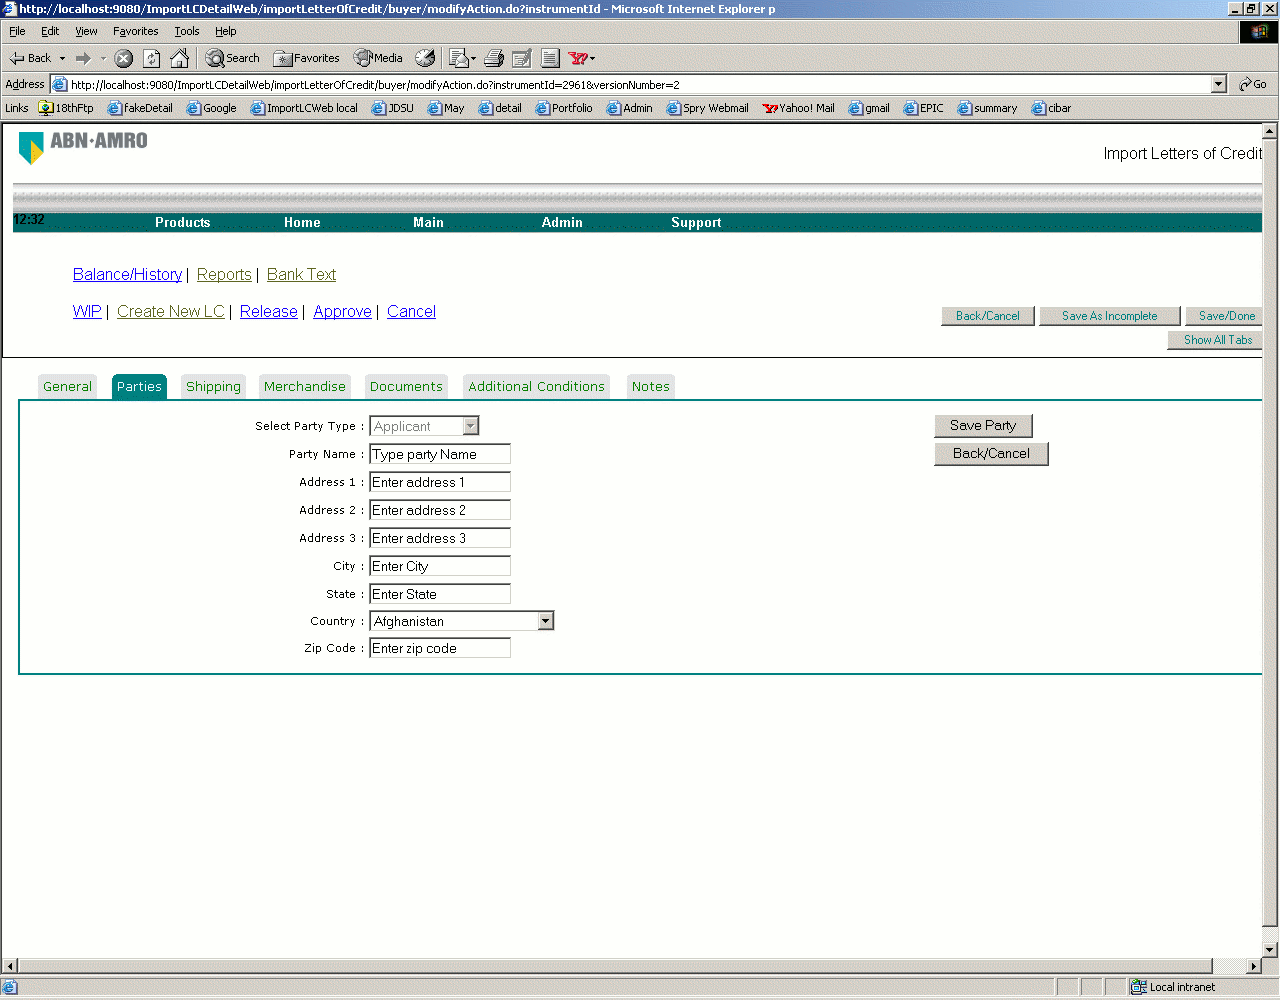 http://localhost:9080/ImportLCDetailWeb/importLetterOfCredit/buyer/modifyAction.do?instrumentId - Microsoft Internet Explorer p
File Edit View Favorites Tools Help
Back Search Favorites Media
Address http://localhost:9080/ImportLCDetailWeb/importLetterOfCredit/buyer/modifyAction.do?instrumentId=2961&versionNumber=2 Go
Links 18thFtp fakeDetail Google ImportLCWeb local JDSU May detail Portfolio Admin Spry Webmail Yahoo! Mail gmail EPIC summary cibar
ABN·AMRO
Import Letters of Credit
12:32 Products Home Main Admin Support
Balance/History | Reports | Bank Text
WIP | Create New LC | Release | Approve | Cancel
Back/Cancel Save As Incomplete Save/Done
Show All Tabs
General Parties Shipping Merchandise Documents Additional Conditions Notes
Select Party Type : Applicant Save Party
Party Name : Type party Name Back/Cancel
Address 1 : Enter address 1
Address 2 : Enter address 2
Address 3 : Enter address 3
City : Enter City
State : Enter State
Country : Afghanistan
Zip Code : Enter zip code
Local intranet